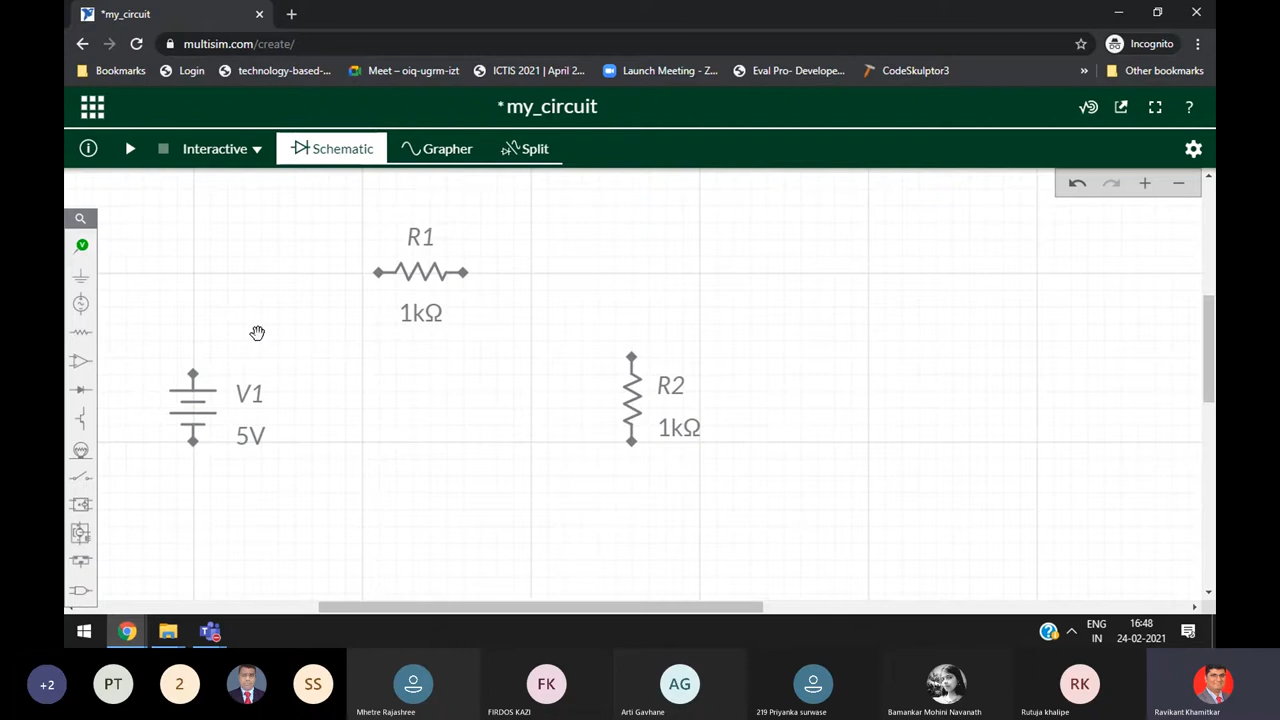 *my_circuit
multisim.com/create/
Incognito
Bookmarks Login technology-based-... Meet – oiq-ugrm-izt ICTIS 2021 | April 2... Launch Meeting - Z... Eval Pro- Develope... CodeSkulptor3 » Other bookmarks
*my_circuit
?
Interactive Schematic Grapher Split
R1
1kΩ
V1
5V
R2
1kΩ
ENG
IN
16:48
24-02-2021
+2 PT 2 SS FK AG RK
Mhetre Rajashree FIRDOS KAZI Arti Gavhane 219 Priyanka surwase Bamankar Mohini Navanath Rutuja khalipe Ravikant Khamitkar